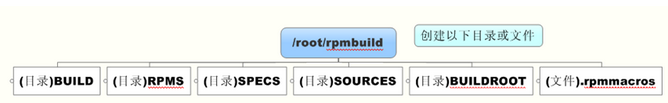 /root/rpmbuild
创建以下目录或文件
(目录)BUILD
(目录)RPMS
(目录)SPECS
(目录)SOURCES
(目录)BUILDROOT
(文件).rpmmacros